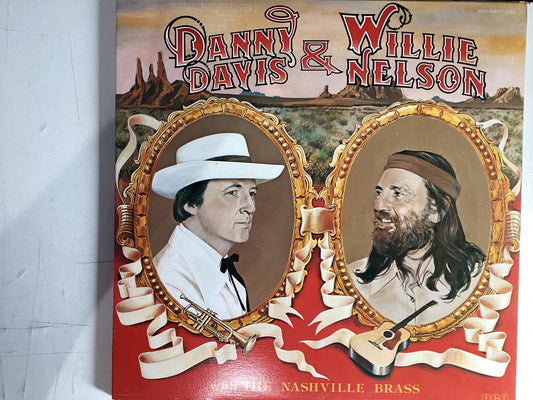 DANNY DAVIS & WILLIE NELSON
WITH THE NASHVILLE BRASS